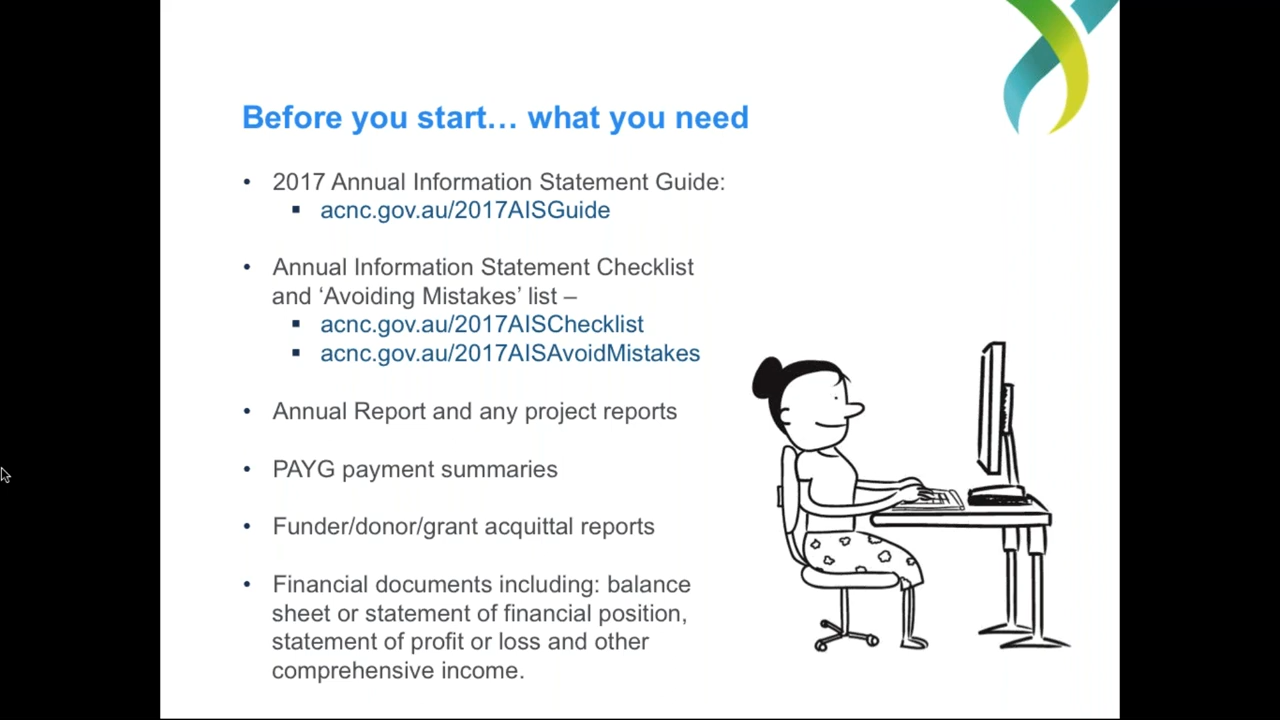 Before you start… what you need
• 2017 Annual Information Statement Guide:
▪ acnc.gov.au/2017AISGuide
• Annual Information Statement Checklist
and ‘Avoiding Mistakes’ list –
▪ acnc.gov.au/2017AISChecklist
▪ acnc.gov.au/2017AISAvoidMistakes
• Annual Report and any project reports
• PAYG payment summaries
• Funder/donor/grant acquittal reports
• Financial documents including: balance
sheet or statement of financial position,
statement of profit or loss and other
comprehensive income.